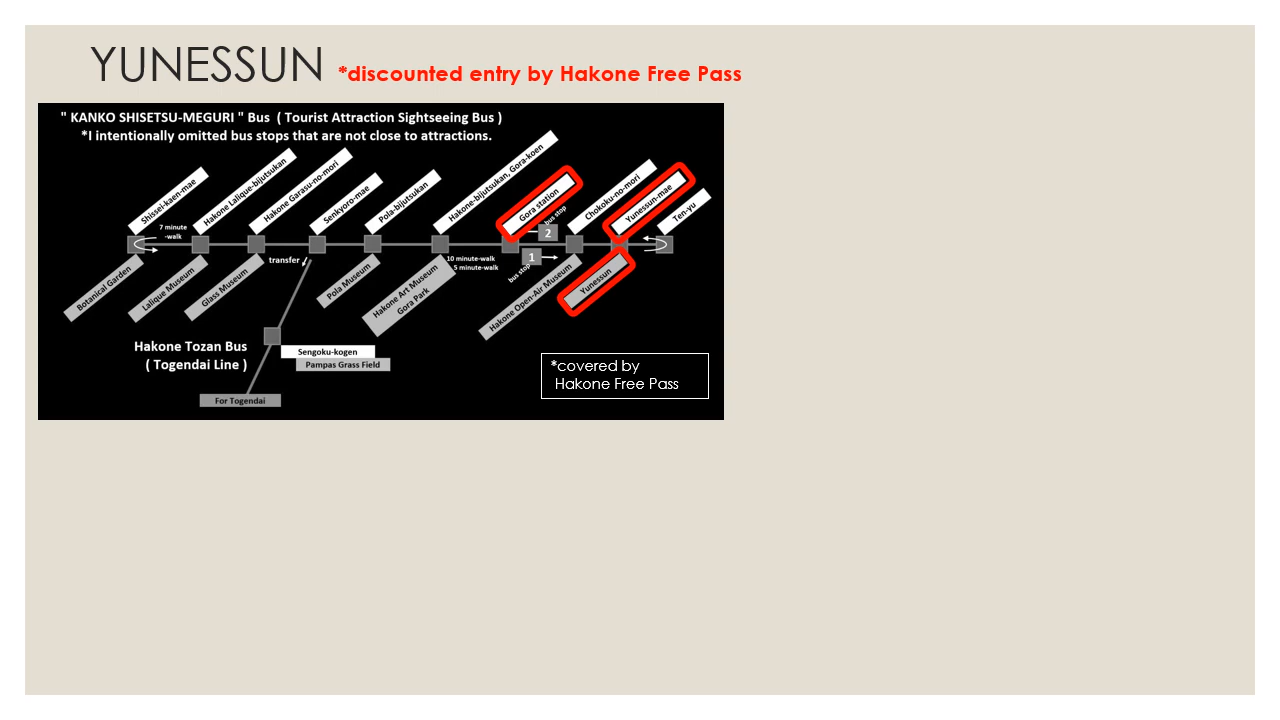 YUNESSUN *discounted entry by Hakone Free Pass
" KANKO SHISETSU-MEGURI " Bus ( Tourist Attraction Sightseeing Bus )
*I intentionally omitted bus stops that are not close to attractions.
Shissei-kaen-mae
Hakone Lalique-bijutsukan
Hakone Garasu-no-mori
Senkyoro-mae
Pola-bijutsukan
Hakone-bijutsukan, Gora-koen
Gora station
Chokoku-no-mori
Yunessun-mae
Ten-yu
7 minute
-walk
bus stop
2
transfer
10 minute-walk
5 minute-walk
1
bus stop
Botanical Garden
Lalique Museum
Glass Museum
Pola Museum
Hakone Art Museum
Gora Park
Hakone Open-Air Museum
Yunessun
Hakone Tozan Bus
( Togendai Line )
Sengoku-kogen
Pampas Grass Field
For Togendai
*covered by
Hakone Free Pass